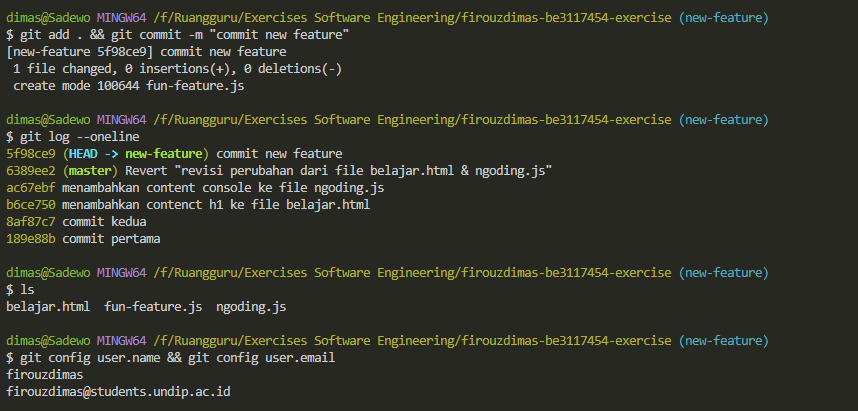 dimas@Sadewo MINGW64 /f/Ruangguru/Exercises Software Engineering/firouzdimas-be3117454-exercise (new-feature)
$ git add . && git commit -m "commit new feature"
[new-feature 5f98ce9] commit new feature
 1 file changed, 0 insertions(+), 0 deletions(-)
 create mode 100644 fun-feature.js
dimas@Sadewo MINGW64 /f/Ruangguru/Exercises Software Engineering/firouzdimas-be3117454-exercise (new-feature)
$ git log --oneline
5f98ce9 (HEAD -> new-feature) commit new feature
6389ee2 (master) Revert "revisi perubahan dari file belajar.html & ngoding.js"
ac67ebf menambahkan content console ke file ngoding.js
b6ce750 menambahkan contenct h1 ke file belajar.html
8af87c7 commit kedua
189e88b commit pertama
dimas@Sadewo MINGW64 /f/Ruangguru/Exercises Software Engineering/firouzdimas-be3117454-exercise (new-feature)
$ ls
belajar.html  fun-feature.js  ngoding.js
dimas@Sadewo MINGW64 /f/Ruangguru/Exercises Software Engineering/firouzdimas-be3117454-exercise (new-feature)
$ git config user.name && git config user.email
firouzdimas
firouzdimas@students.undip.ac.id